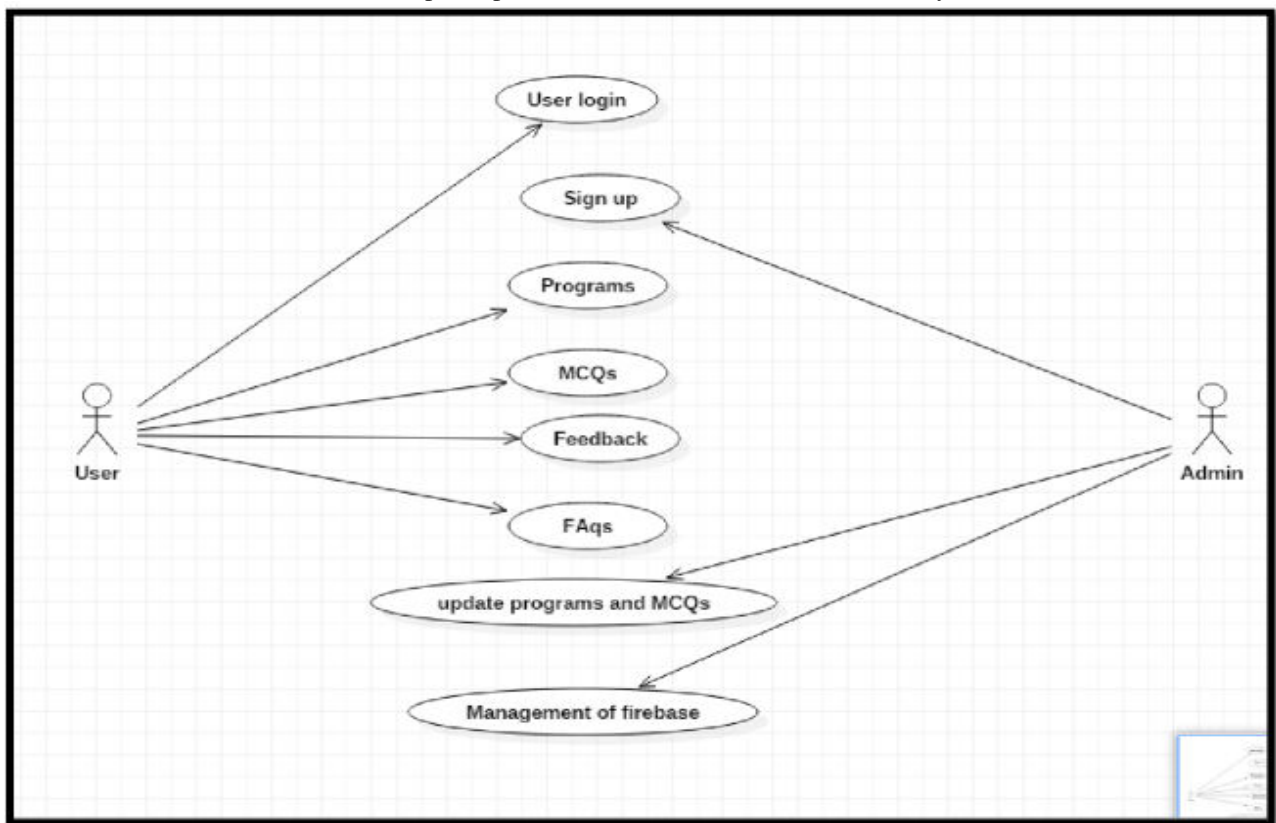 User login
Sign up
Programs
MCQs
Feedback
FAqs
update programs and MCQs
Management of firebase
User
Admin